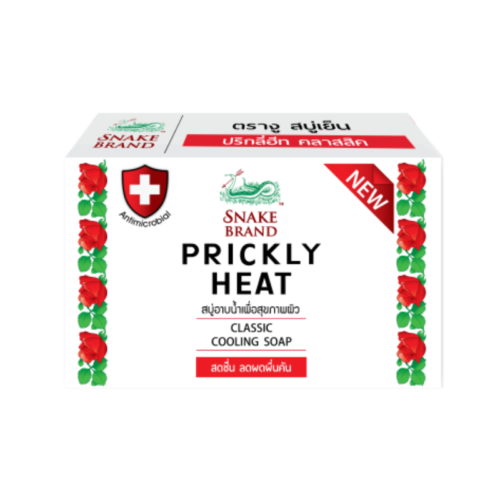 SNAKE
BRAND
ตรางู สบู่เย็น
ปริกลี่ฮีท คลาสสิค
Antimicrobial
NEW
SNAKE
BRAND
PRICKLY
HEAT
สบู่อาบน้ำเพื่อสุขภาพผิว
CLASSIC
COOLING SOAP
สดชื่น ลดผดผื่นคัน